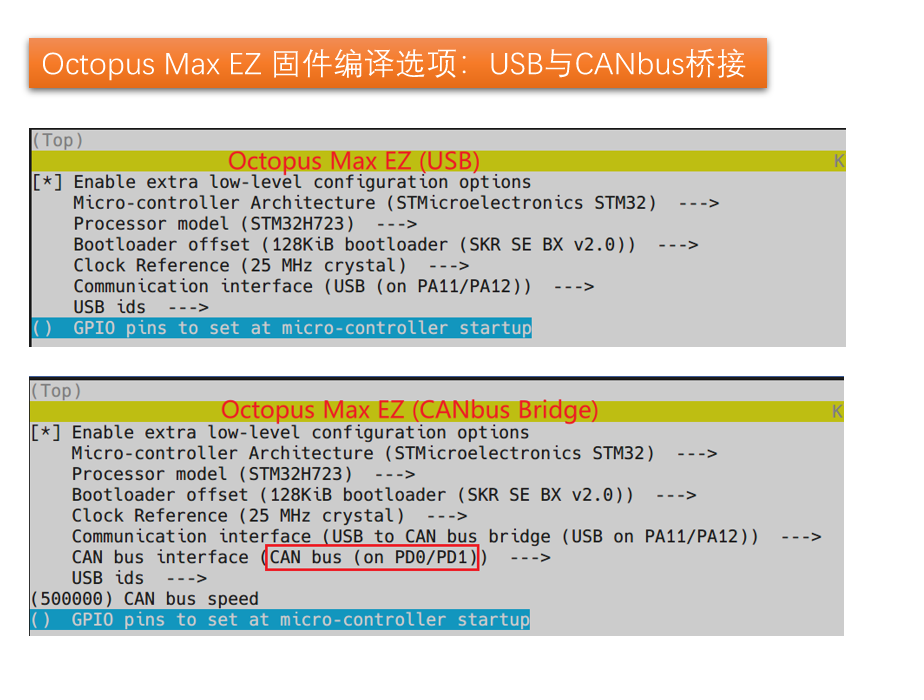 Octopus Max EZ 固件编译选项： USB与CANbus桥接
(Top)
Octopus Max EZ (USB)
K
[*] Enable extra low-level configuration options
Micro-controller Architecture (STMicroelectronics STM32) --->
Processor model (STM32H723) --->
Bootloader offset (128KiB bootloader (SKR SE BX v2.0)) --->
Clock Reference (25 MHz crystal) --->
Communication interface (USB (on PA11/PA12)) --->
USB ids --->
() GPIO pins to set at micro-controller startup
(Top)
Octopus Max EZ (CANbus Bridge)
K
[*] Enable extra low-level configuration options
Micro-controller Architecture (STMicroelectronics STM32) --->
Processor model (STM32H723) --->
Bootloader offset (128KiB bootloader (SKR SE BX v2.0)) --->
Clock Reference (25 MHz crystal) --->
Communication interface (USB to CAN bus bridge (USB on PA11/PA12)) --->
CAN bus interface (CAN bus (on PD0/PD1)) --->
USB ids --->
(500000) CAN bus speed
() GPIO pins to set at micro-controller startup